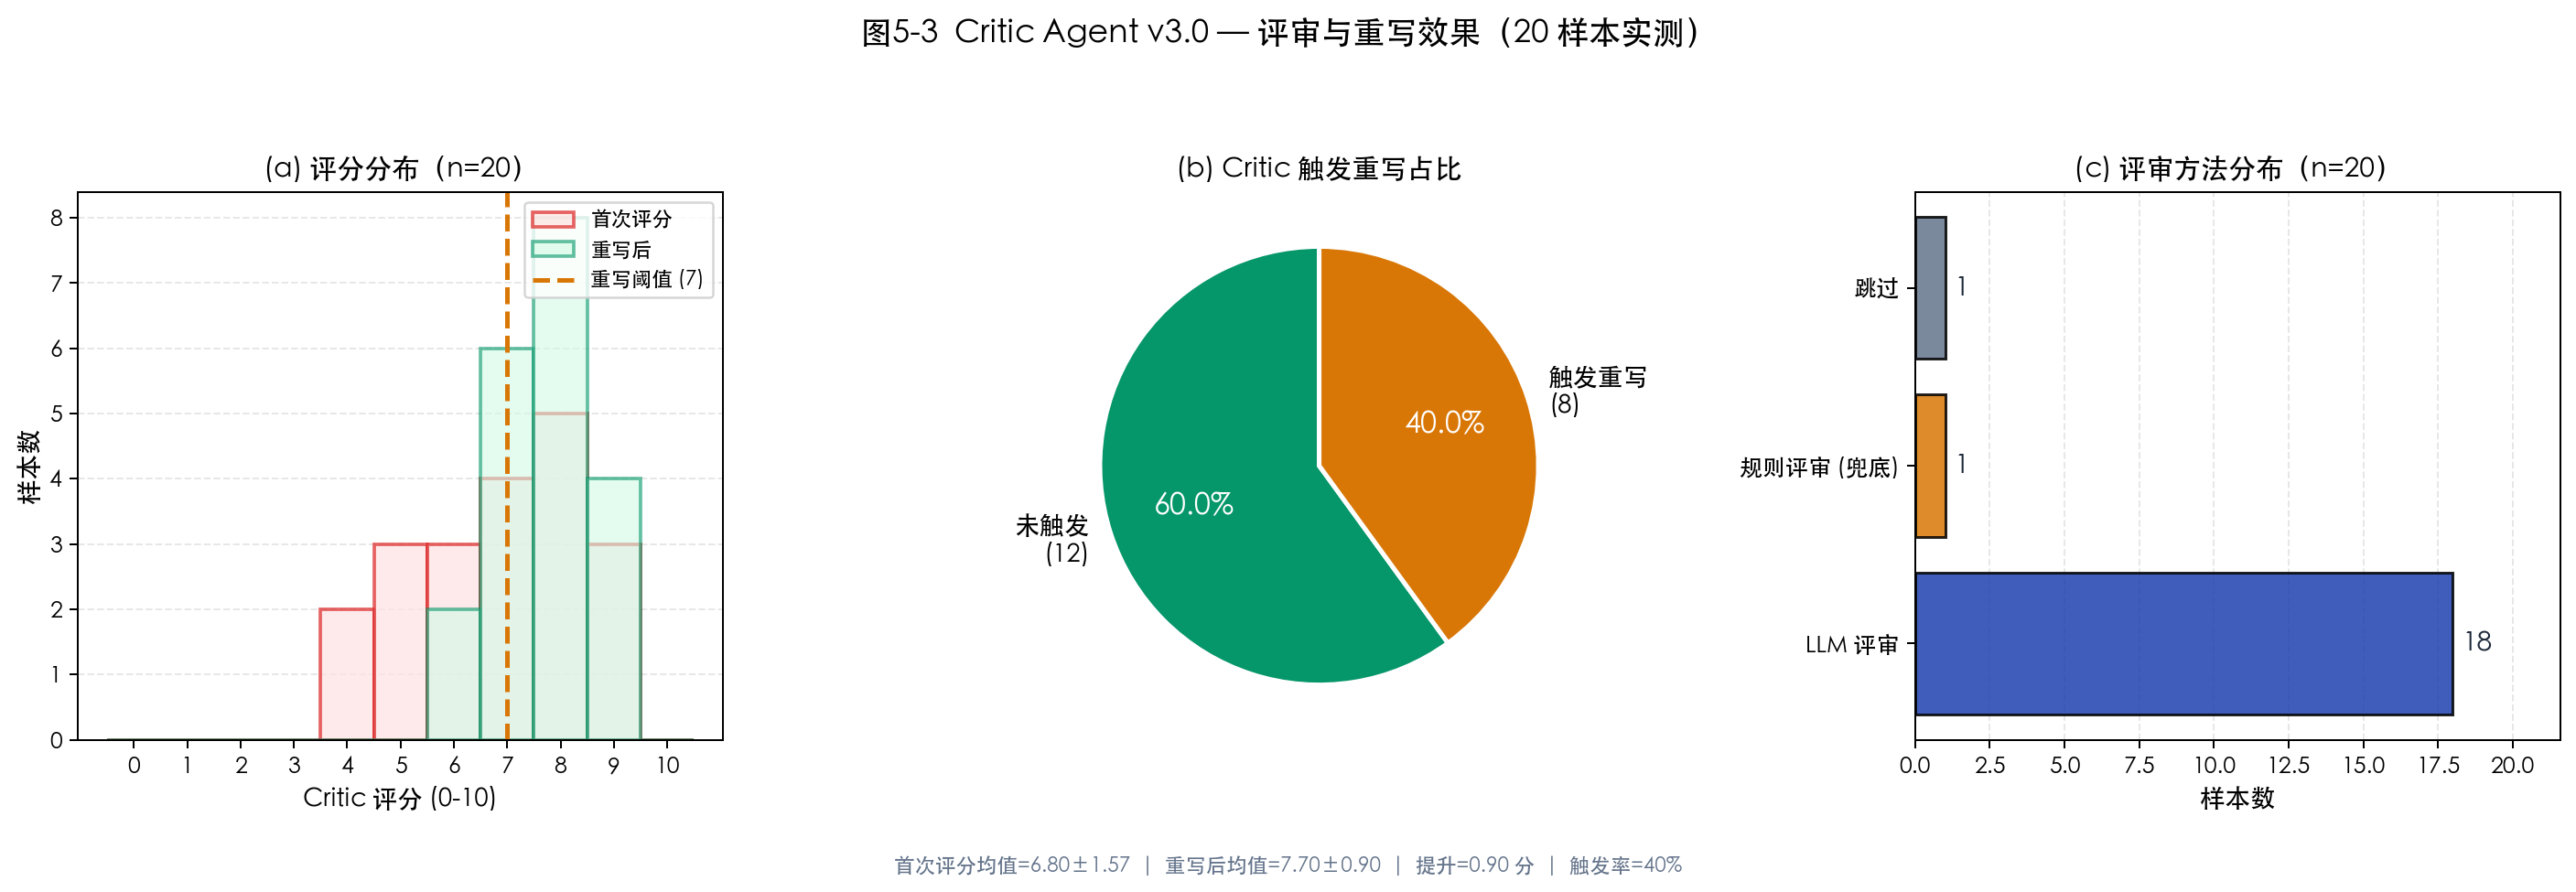 图5-3 Critic Agent v3.0 — 评审与重写效果（20 样本实测）
(a) 评分分布（n=20）
8
7
6
5
4
3
2
1
0
样本数
首次评分
重写后
重写阈值 (7)
0 1 2 3 4 5 6 7 8 9 10
Critic 评分 (0-10)
(b) Critic 触发重写占比
触发重写
(8)
40.0%
60.0%
未触发
(12)
(c) 评审方法分布（n=20）
跳过
1
规则评审 (兜底)
1
LLM 评审
18
0.0 2.5 5.0 7.5 10.0 12.5 15.0 17.5 20.0
样本数
首次评分均值=6.80±1.57 | 重写后均值=7.70±0.90 | 提升=0.90 分 | 触发率=40%